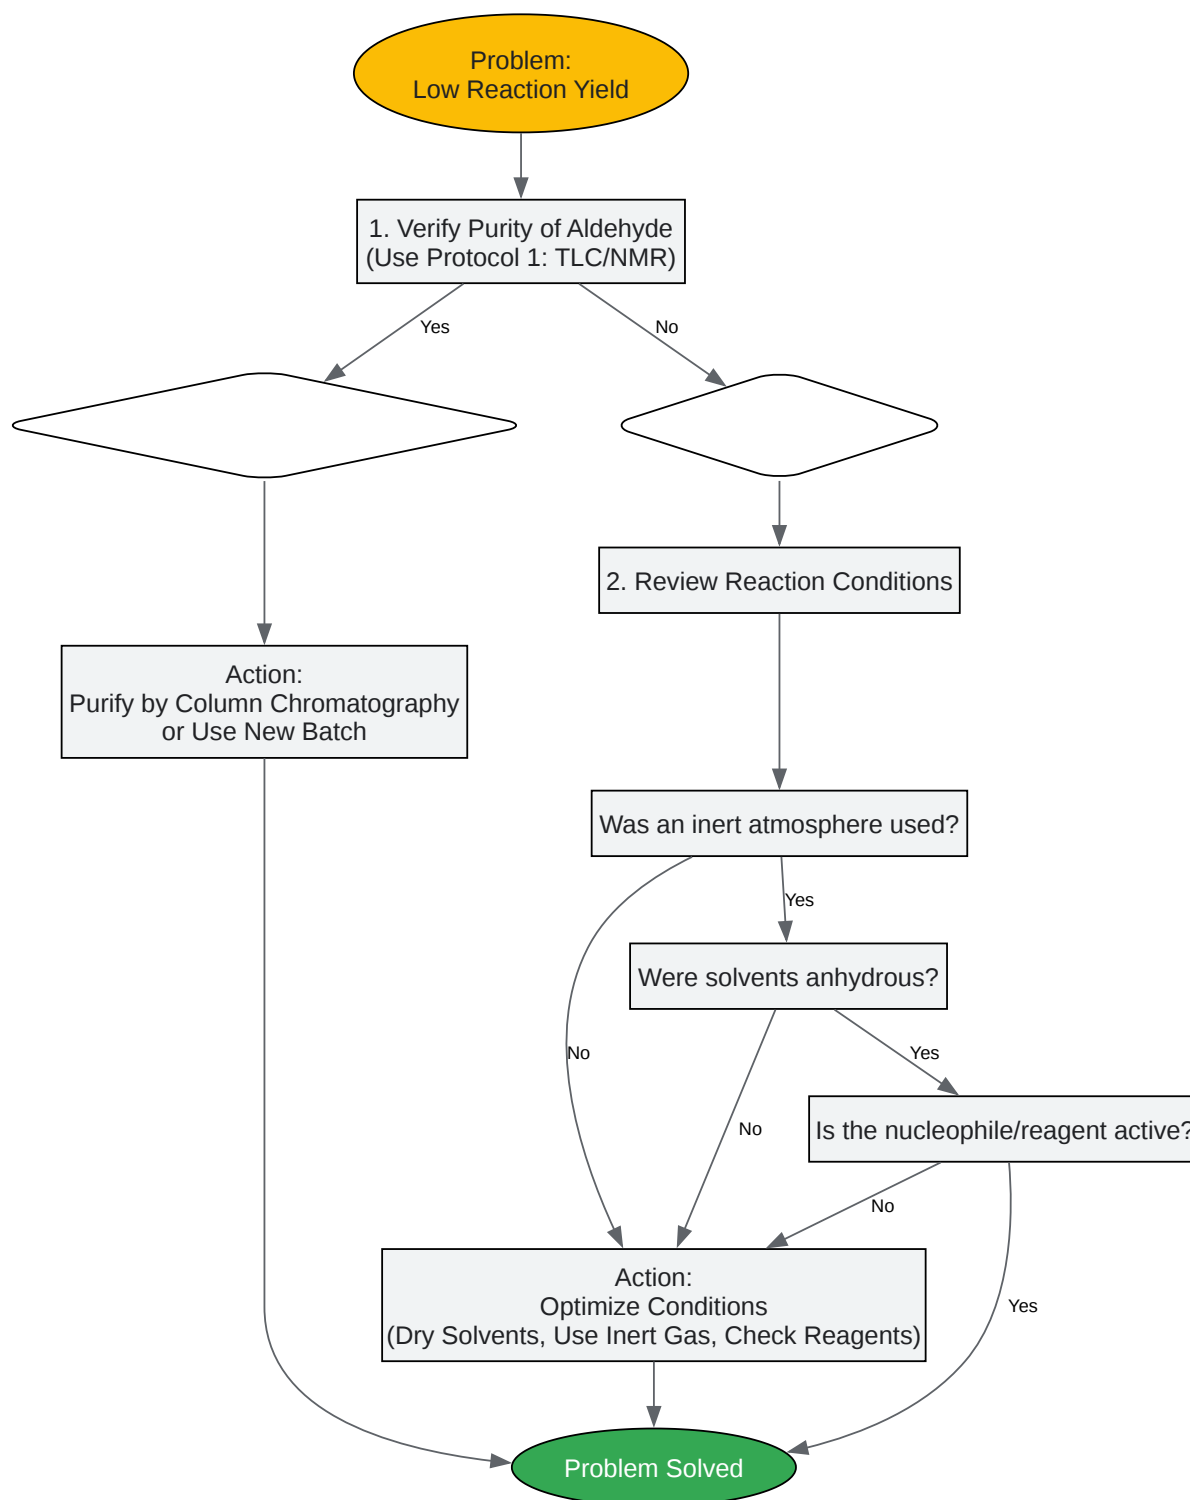 Problem:
Low Reaction Yield
1. Verify Purity of Aldehyde
(Use Protocol 1: TLC/NMR)
Yes
No
2. Review Reaction Conditions
Action:
Purify by Column Chromatography
or Use New Batch
Was an inert atmosphere used?
Yes
Were solvents anhydrous?
No
Yes
No
Is the nucleophile/reagent active?
No
Action:
Optimize Conditions
(Dry Solvents, Use Inert Gas, Check Reagents)
Yes
Problem Solved